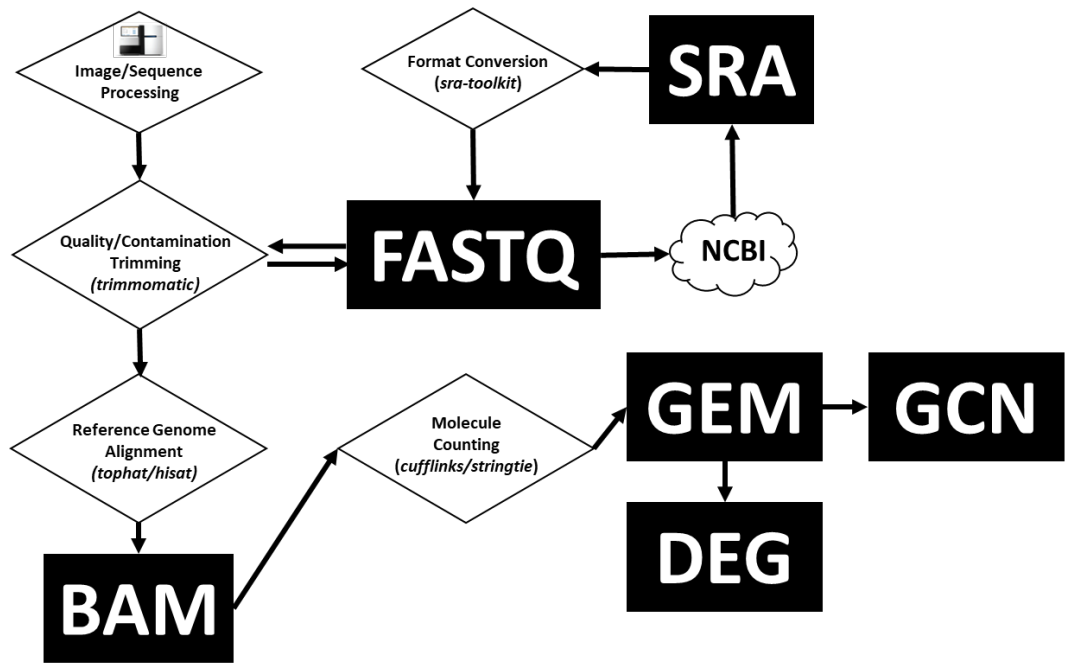 Image/Sequence
Processing
Format Conversion
(sra-toolkit)
SRA
Quality/Contamination
Trimming
(trimmomatic)
FASTQ
NCBI
Reference Genome
Alignment
(tophat/hisat)
Molecule
Counting
(cufflinks/stringtie)
GEM
GCN
DEG
BAM